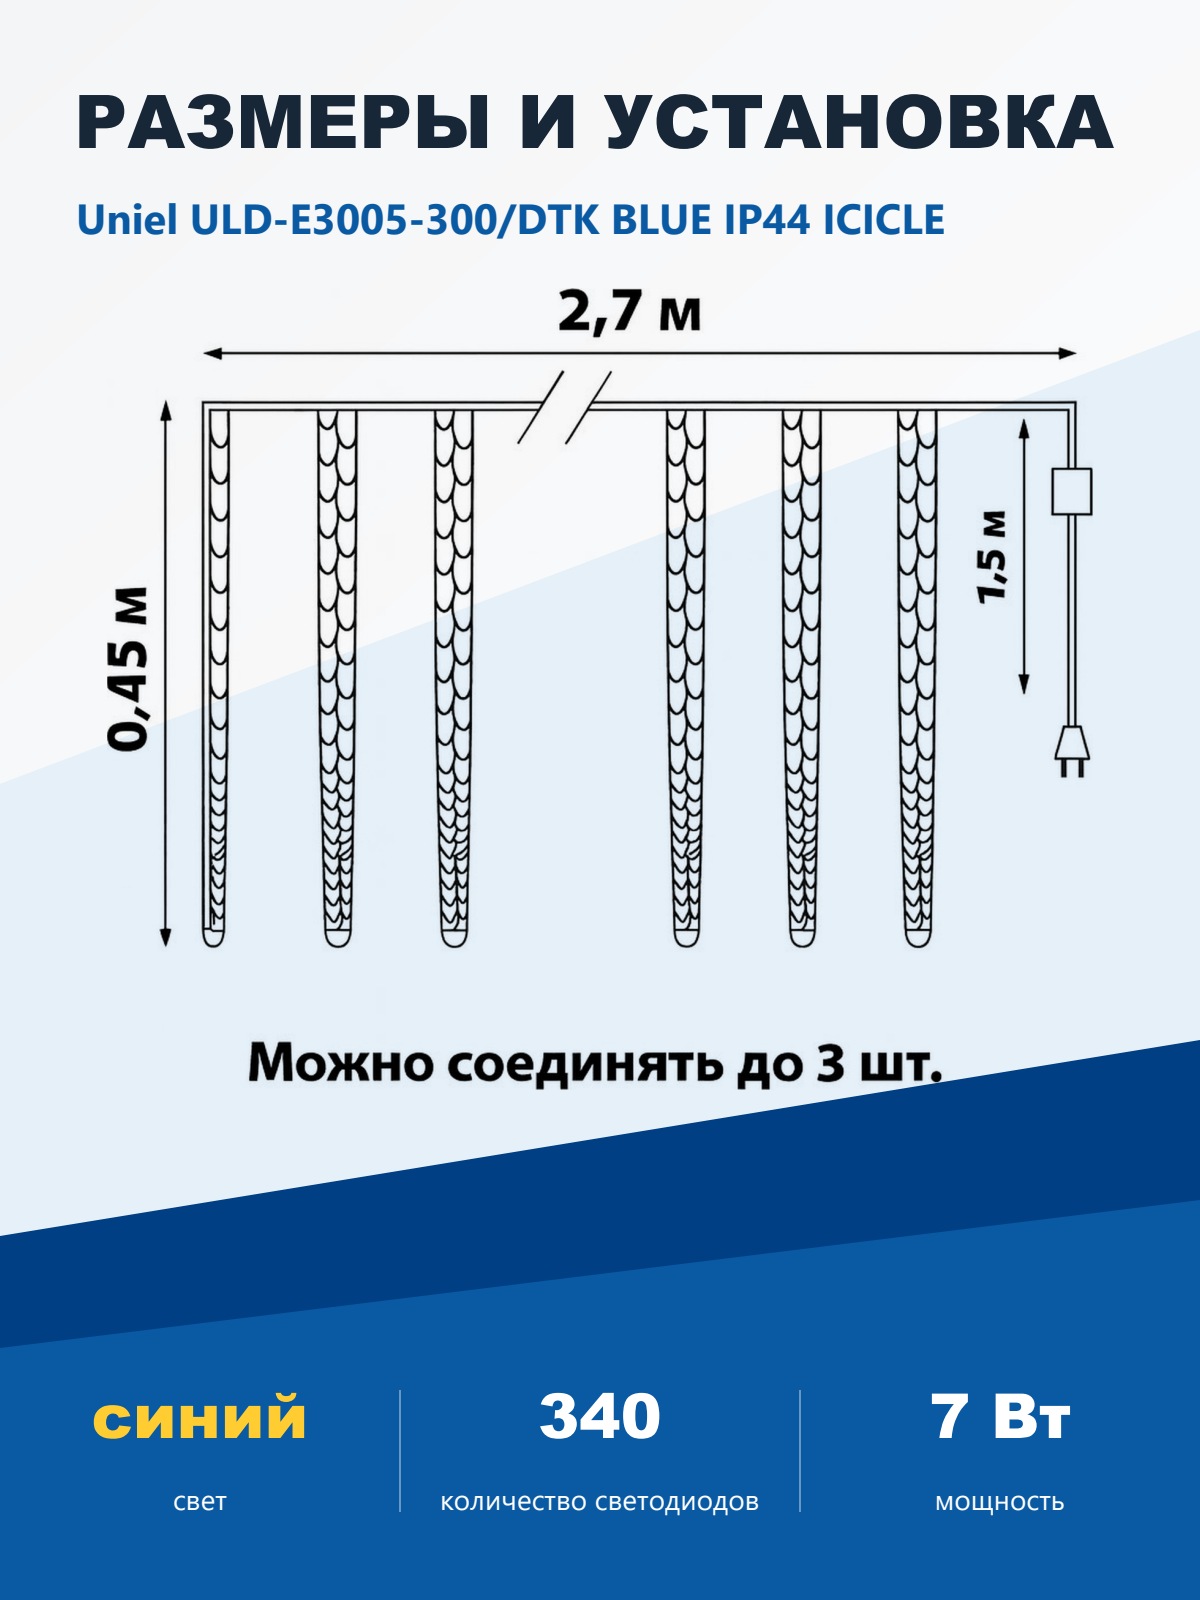 РАЗМЕРЫ И УСТАНОВКА
Uniel ULD-E3005-300/DTK BLUE IP44 ICICLE
2,7 м
0,45 м
1,5 м
Можно соединять до 3 шт.
синий
свет
340
количество светодиодов
7 Вт
мощность